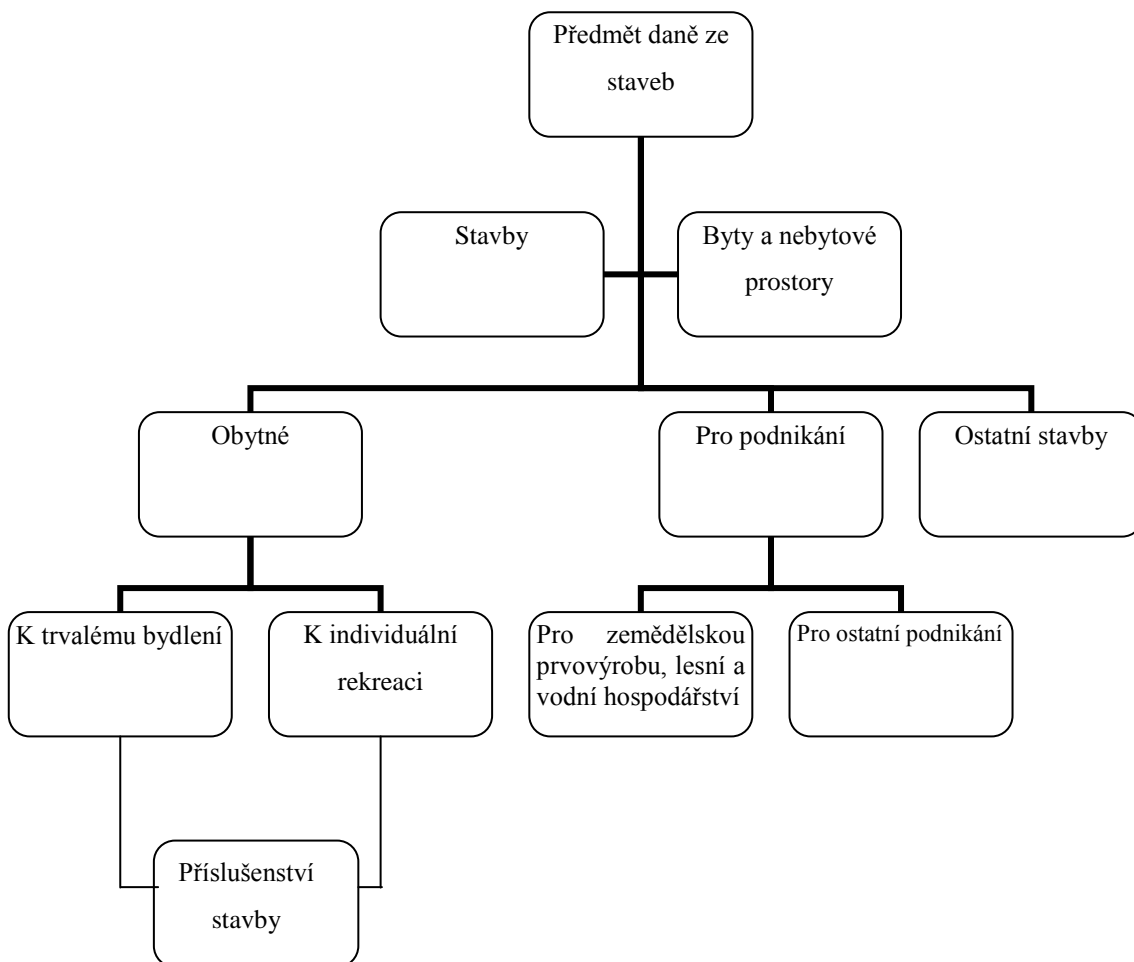 Předmět daně ze
staveb
Stavby
Byty a nebytové
prostory
Obytné
Pro podnikání
Ostatní stavby
K trvalému bydlení
K individuální
rekreaci
Pro zemědělskou
prvovýrobu, lesní a
vodní hospodářství
Pro ostatní podnikání
Příslušenství
stavby